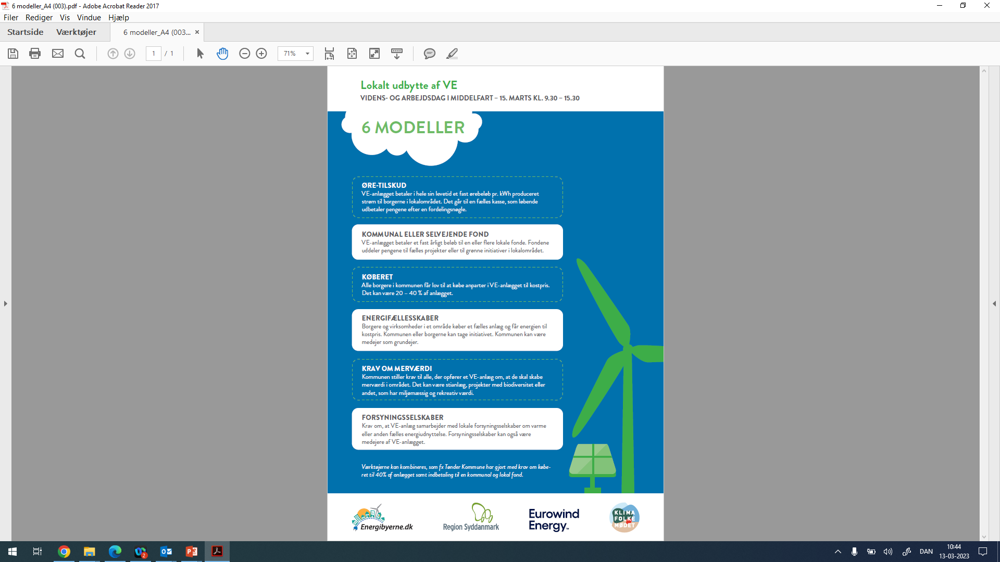 6 modeller_A4 (003).pdf - Adobe Acrobat Reader 2017
Filer Rediger Vis Vindue Hjælp
Startside Værktøjer 6 modeller_A4 (003... ×
1 / 1 71%
Lokalt udbytte af VE
VIDENS- OG ARBEJDSDAG I MIDDELFART – 15. MARTS KL. 9.30 – 15.30
6 MODELLER
ØRE-TILSKUD
VE-anlægget betaler i hele sin levetid et fast ørebeløb pr. kWh produceret
strøm til borgerne i lokalområdet. Det går til en fælles kasse, som løbende
udbetaler pengene efter en fordelingsnøgle.
KOMMUNAL ELLER SELVEJENDE FOND
VE-anlægget betaler et fast årligt beløb til en eller flere lokale fonde. Fondene
uddeler pengene til fælles projekter eller til grønne initiativer i lokalområdet.
KØBERET
Alle borgere i kommunen får lov til at købe anparter i VE-anlægget til kostpris.
Det kan være 20 – 40 % af anlægget.
ENERGIFÆLLESSKABER
Borgere og virksomheder i et område køber et fælles anlæg og får energien til
kostpris. Kommunen eller borgerne kan tage initiativet. Kommunen kan være
medejer som grundejer.
KRAV OM MERVÆRDI
Kommunen stiller krav til alle, der opfører et VE-anlæg om, at de skal skabe
merværdi i området. Det kan være stianlæg, projekter med biodiversitet eller
andet, som har miljømæssig og rekreativ værdi.
FORSYNINGSSELSKABER
Krav om, at VE-anlæg samarbejder med lokale forsyningsselskaber om varme
eller anden fælles energiudnyttelse. Forsyningsselskaber kan også være
medejere af VE-anlægget.
Værktøjerne kan kombineres, som fx Tønder Kommune har gjort med krav om købe-
ret til 40% af anlægget samt indbetaling til en kommunal og lokal fond.
Energibyerne.dk
Region Syddanmark
Eurowind
Energy™
KLIMA
FOLKE
MØDET
2
DAN
10:44
13-03-2023